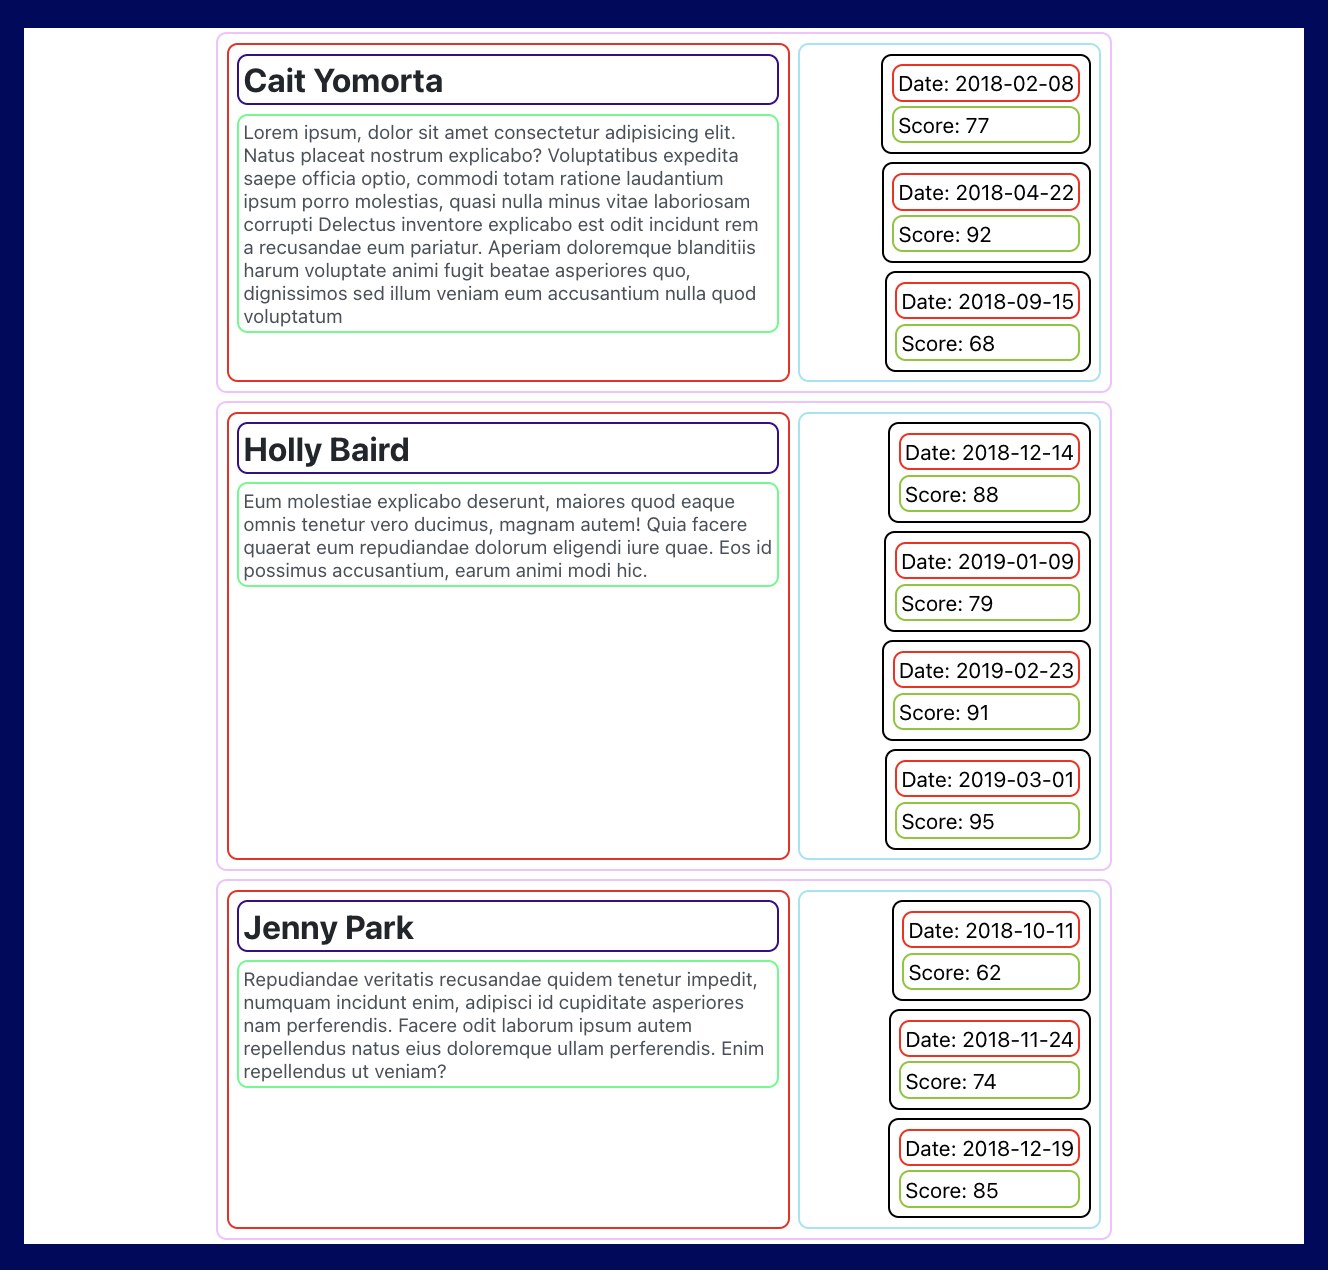 Cait Yomorta
Lorem ipsum, dolor sit amet consectetur adipisicing elit.
Natus placeat nostrum explicabo? Voluptatibus expedita
saepe officia optio, commodi totam ratione laudantium
ipsum porro molestias, quasi nulla minus vitae laboriosam
corrupti Delectus inventore explicabo est odit incidunt rem
a recusandae eum pariatur. Aperiam doloremque blanditiis
harum voluptate animi fugit beatae asperiores quo,
dignissimos sed illum veniam eum accusantium nulla quod
voluptatum
Date: 2018-02-08
Score: 77
Date: 2018-04-22
Score: 92
Date: 2018-09-15
Score: 68
Holly Baird
Eum molestiae explicabo deserunt, maiores quod eaque
omnis tenetur vero ducimus, magnam autem! Quia facere
quaerat eum repudiandae dolorum eligendi iure quae. Eos id
possimus accusantium, earum animi modi hic.
Date: 2018-12-14
Score: 88
Date: 2019-01-09
Score: 79
Date: 2019-02-23
Score: 91
Date: 2019-03-01
Score: 95
Jenny Park
Repudiandae veritatis recusandae quidem tenetur impedit,
numquam incidunt enim, adipisci id cupiditate asperiores
nam perferendis. Facere odit laborum ipsum autem
repellendus natus eius doloremque ullam perferendis. Enim
repellendus ut veniam?
Date: 2018-10-11
Score: 62
Date: 2018-11-24
Score: 74
Date: 2018-12-19
Score: 85